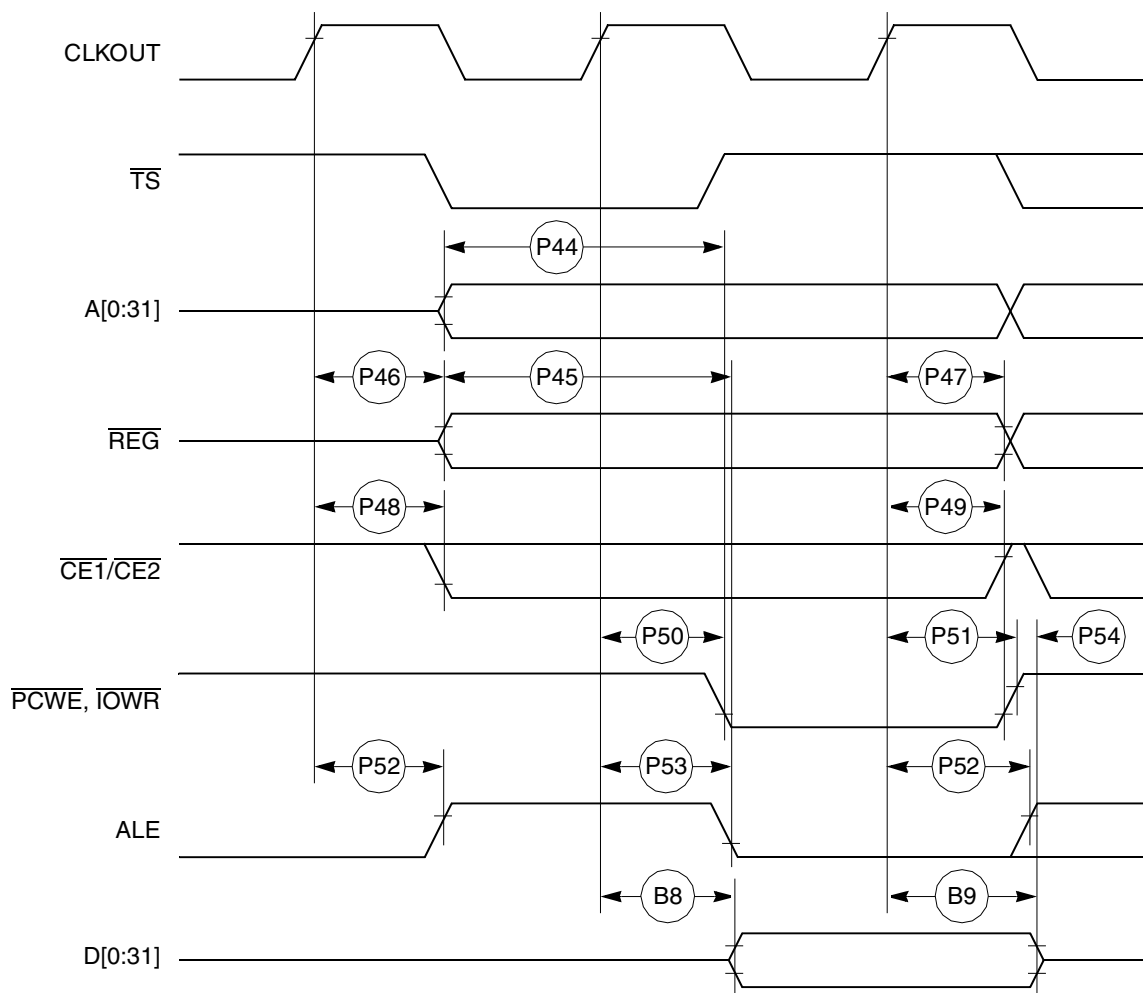 CLKOUT
TS
P44
A[0:31]
P46 P45 P47
REG
P48 P49
CE1/CE2
P50 P51 P54
PCWE, IOWR
P52 P53 P52
ALE
B8 B9
D[0:31]